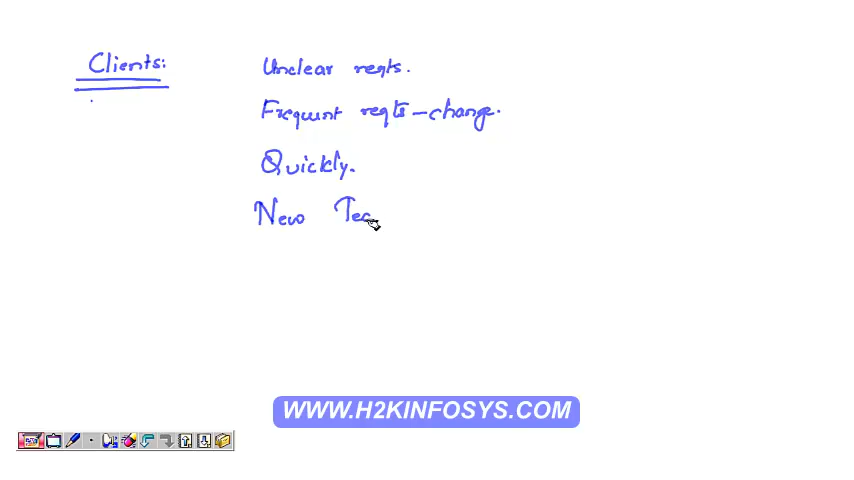 Clients:
Unclear reqts.
Frequent reqts - change.
Quickly.
New Tec
WWW.H2KINFOSYS.COM